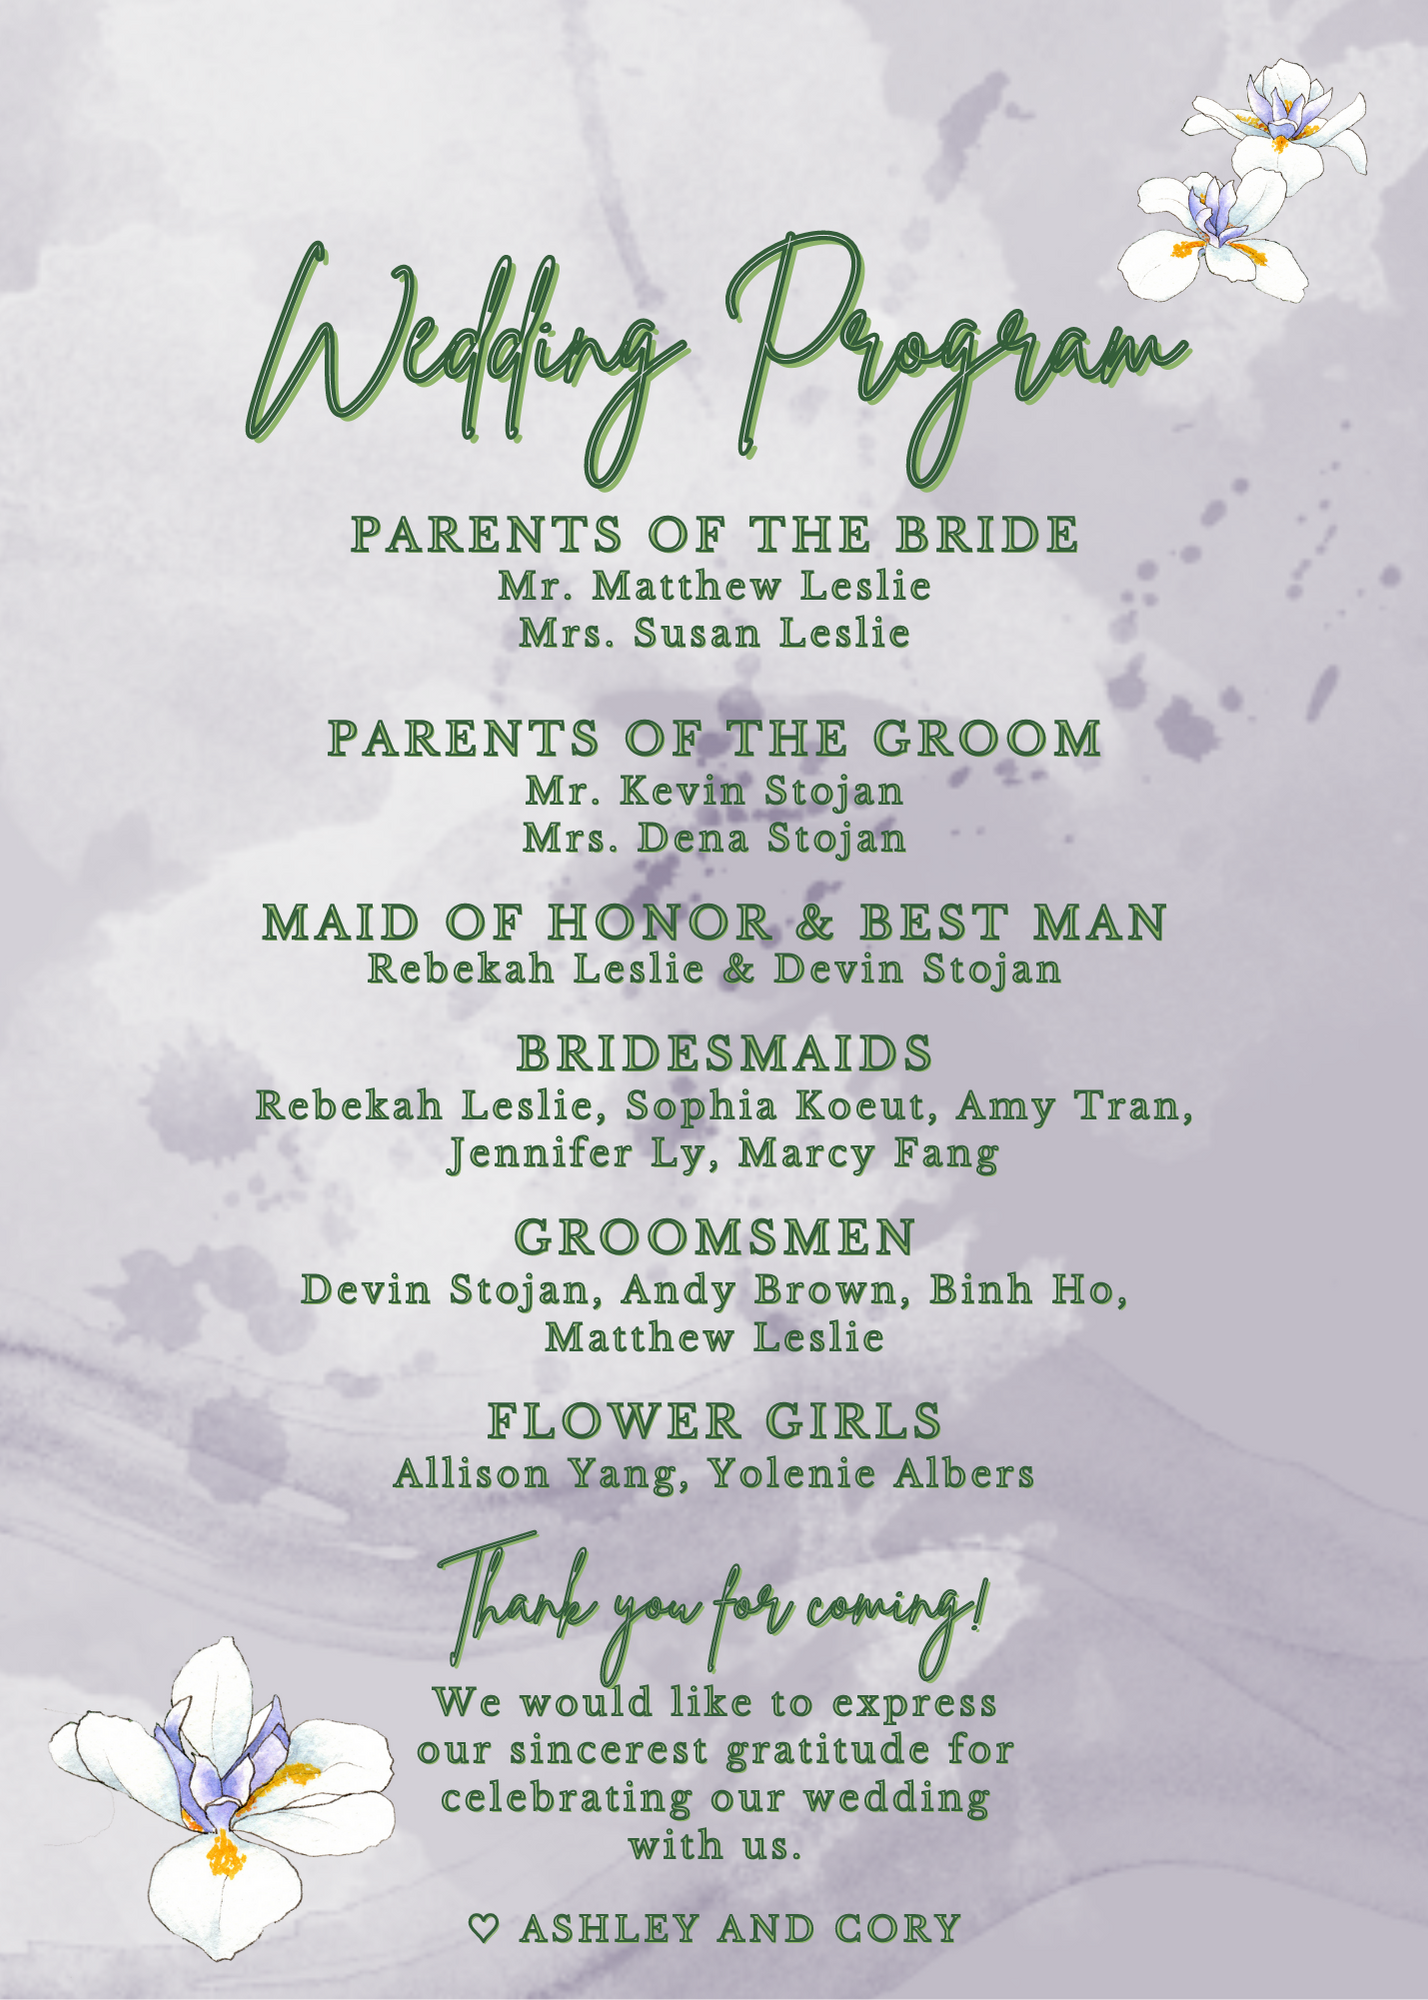 Wedding Program
PARENTS OF THE BRIDE
Mr. Matthew Leslie
Mrs. Susan Leslie
PARENTS OF THE GROOM
Mr. Kevin Stojan
Mrs. Dena Stojan
MAID OF HONOR & BEST MAN
Rebekah Leslie & Devin Stojan
BRIDESMAIDS
Rebekah Leslie, Sophia Koeut, Amy Tran,
Jennifer Ly, Marcy Fang
GROOMSMEN
Devin Stojan, Andy Brown, Binh Ho,
Matthew Leslie
FLOWER GIRLS
Allison Yang, Yolenie Albers
Thank you for coming!
We would like to express
our sincerest gratitude for
celebrating our wedding
with us.
♡ ASHLEY AND CORY